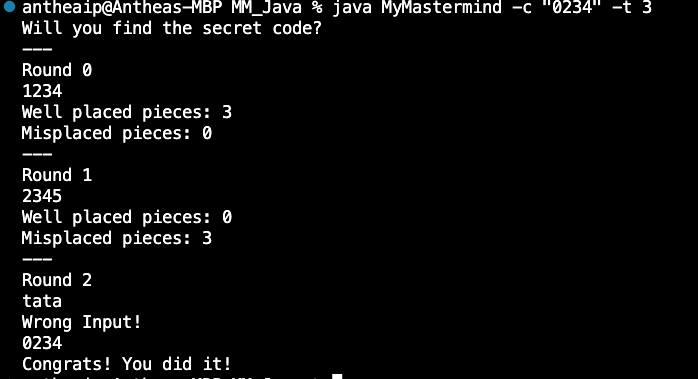 antheaip@Antheas-MBP MM_Java % java MyMastermind -c "0234" -t 3
Will you find the secret code?
---
Round 0
1234
Well placed pieces: 3
Misplaced pieces: 0
---
Round 1
2345
Well placed pieces: 0
Misplaced pieces: 3
---
Round 2
tata
Wrong Input!
0234
Congrats! You did it!